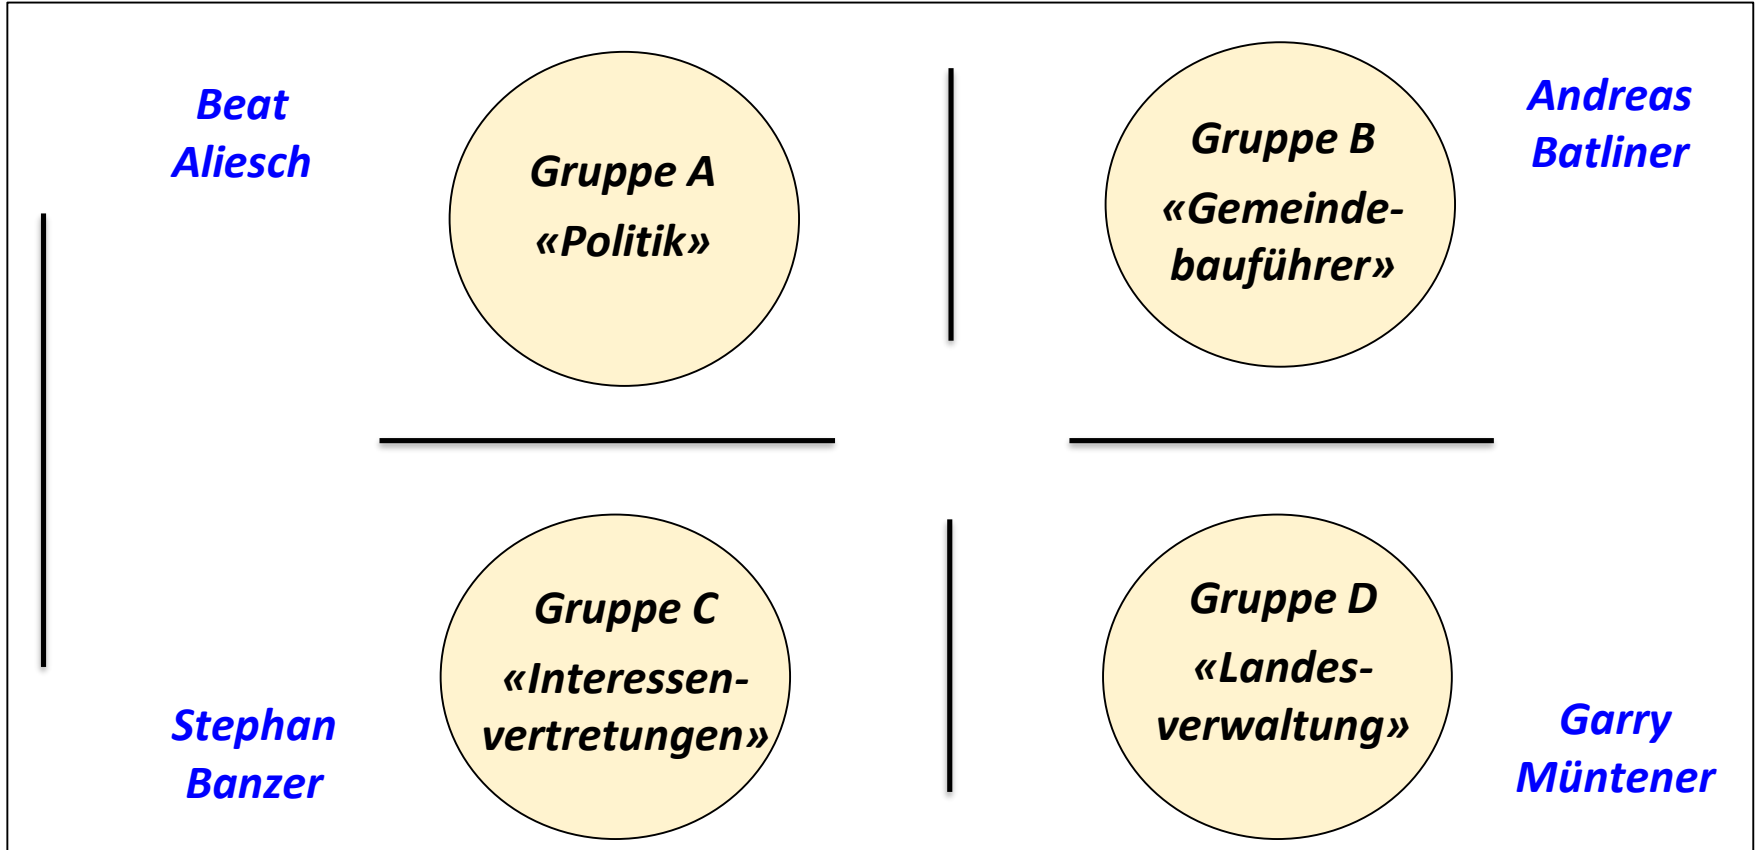 Beat
Aliesch
Gruppe A
«Politik»
Gruppe B
«Gemeinde-
bauführer»
Andreas
Batliner
Stephan
Banzer
Gruppe C
«Interessen-
vertretungen»
Gruppe D
«Landes-
verwaltung»
Garry
Müntener